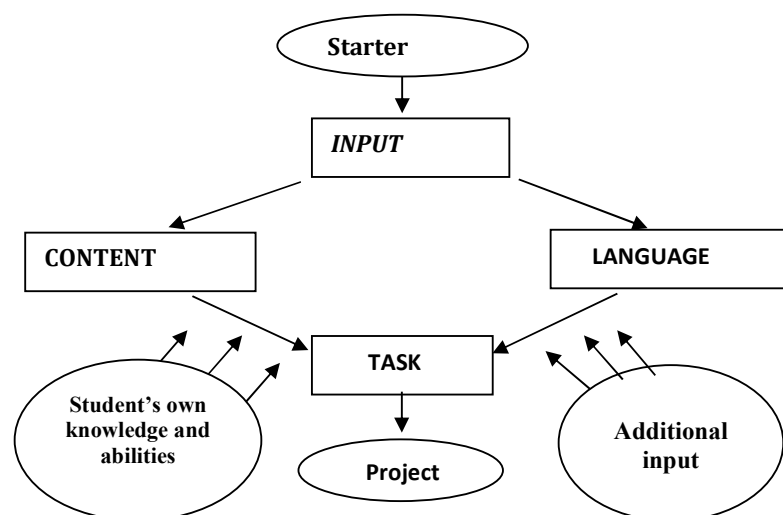 Starter
INPUT
CONTENT
LANGUAGE
TASK
Student’s own
knowledge and
abilities
Additional
input
Project